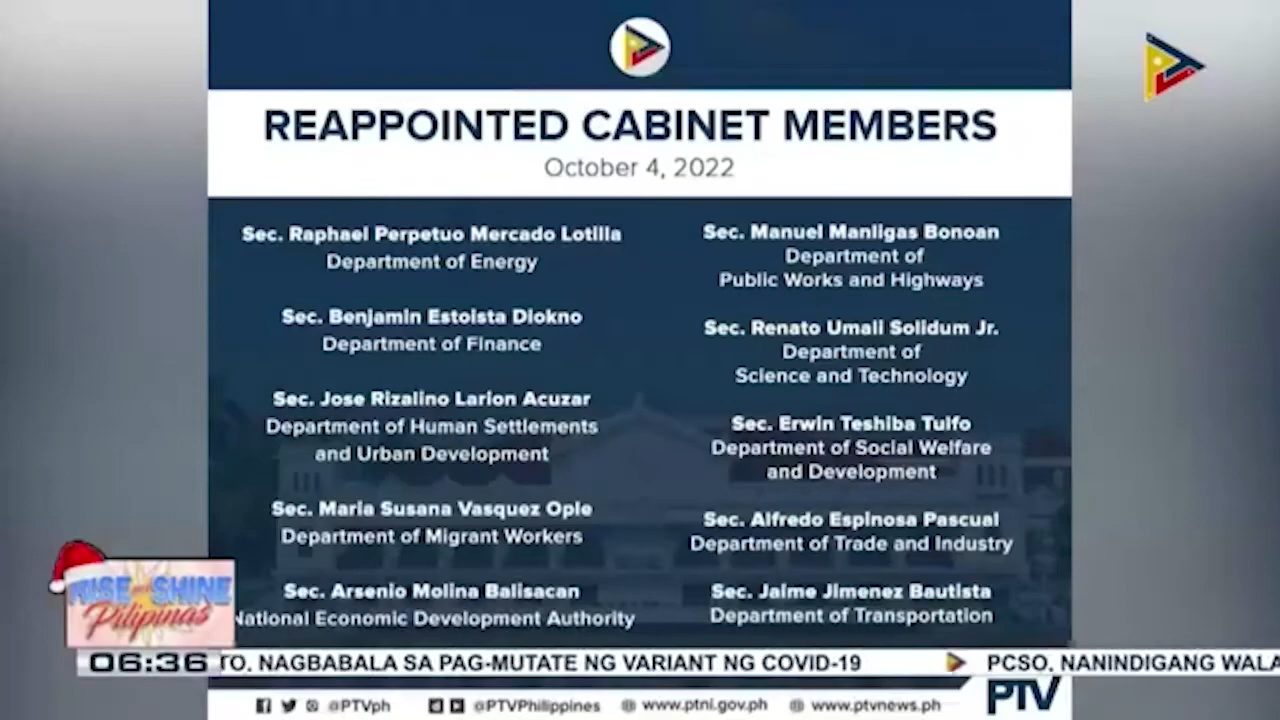 REAPPOINTED CABINET MEMBERS
October 4, 2022
Sec. Raphael Perpetuo Mercado Lotilla
Department of Energy
Sec. Benjamin Estoista Diokno
Department of Finance
Sec. Jose Rizalino Larion Acuzar
Department of Human Settlements
and Urban Development
Sec. Maria Susana Vasquez Ople
Department of Migrant Workers
Sec. Arsenio Molina Balisacan
National Economic Development Authority
Sec. Manuel Manligas Bonoan
Department of
Public Works and Highways
Sec. Renato Umali Solidum Jr.
Department of
Science and Technology
Sec. Erwin Teshiba Tulfo
Department of Social Welfare
and Development
Sec. Alfredo Espinosa Pascual
Department of Trade and Industry
Sec. Jaime Jimenez Bautista
Department of Transportation
RISE and SHINE
Pilipinas
06:36
TO, NAGBABALA SA PAG-MUTATE NG VARIANT NG COVID-19 PCSO, NANINDIGANG WALA
@PTVph @PTVPhilippines www.ptni.gov.ph www.ptvnews.ph
PTV